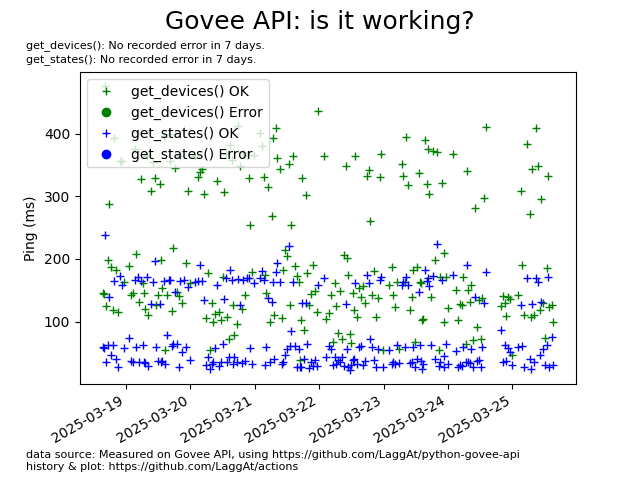 Govee API: is it working?
get_devices(): No recorded error in 7 days.
get_states(): No recorded error in 7 days.
get_devices() OK
get_devices() Error
get_states() OK
get_states() Error
400
300
200
100
Ping (ms)
2025-03-19
2025-03-20
2025-03-21
2025-03-22
2025-03-23
2025-03-24
2025-03-25
data source: Measured on Govee API, using https://github.com/LaggAt/python-govee-api
history & plot: https://github.com/LaggAt/actions